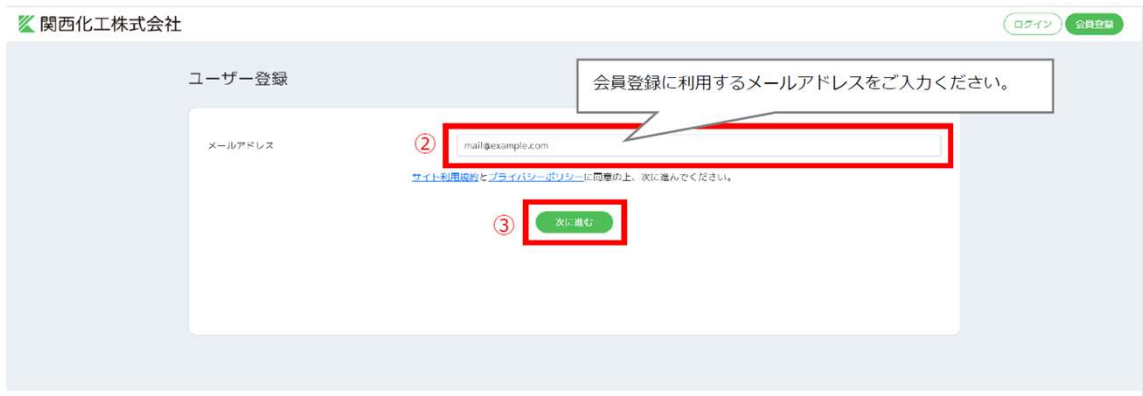 関西化工株式会社
ログイン 会員登録
ユーザー登録
会員登録に利用するメールアドレスをご入力ください。
メールアドレス ② mail@example.com
サイト利用規約とプライバシーポリシーに同意の上、次に進んでください。
③ 次に進む